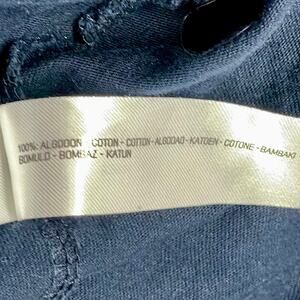 100% ALGODON - COTON - COTTON - ALGODAO - KATOEN - COTONE - BAMBAKI
BOMULD - BOMBAZ - KATUN